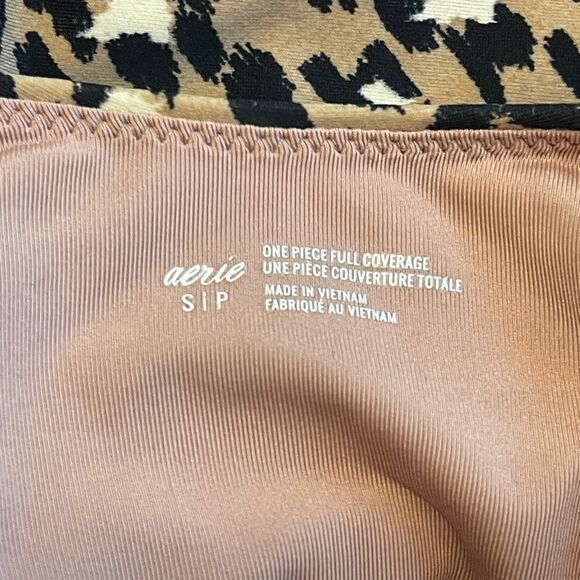 aerie
S|P
ONE PIECE FULL COVERAGE
UNE PIÈCE COUVERTURE TOTALE
MADE IN VIETNAM
FABRIQUÉ AU VIETNAM